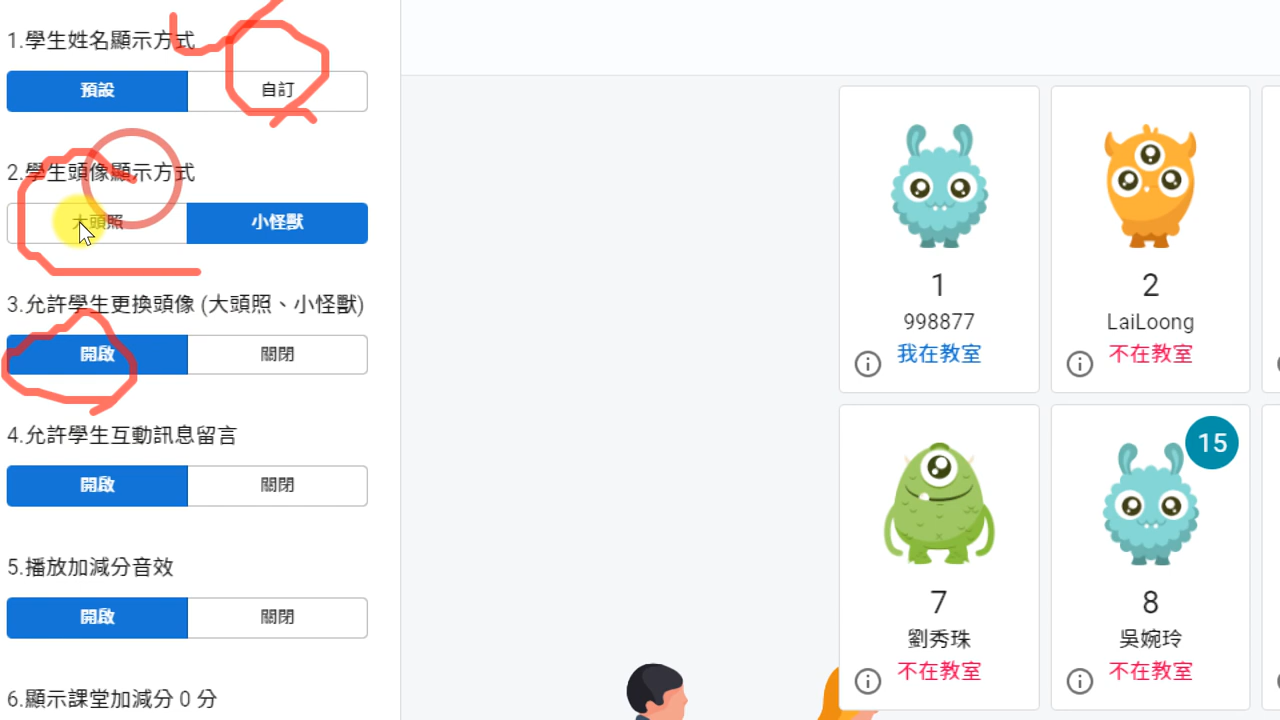 1.學生姓名顯示方式
預設
自訂
2.學生頭像顯示方式
大頭照
小怪獸
3.允許學生更換頭像 (大頭照、小怪獸)
開啟
關閉
4.允許學生互動訊息留言
開啟
關閉
5.播放加減分音效
開啟
關閉
6.顯示課堂加減分 0 分
1
998877
我在教室
2
LaiLoong
不在教室
7
劉秀珠
不在教室
15
8
吳婉玲
不在教室